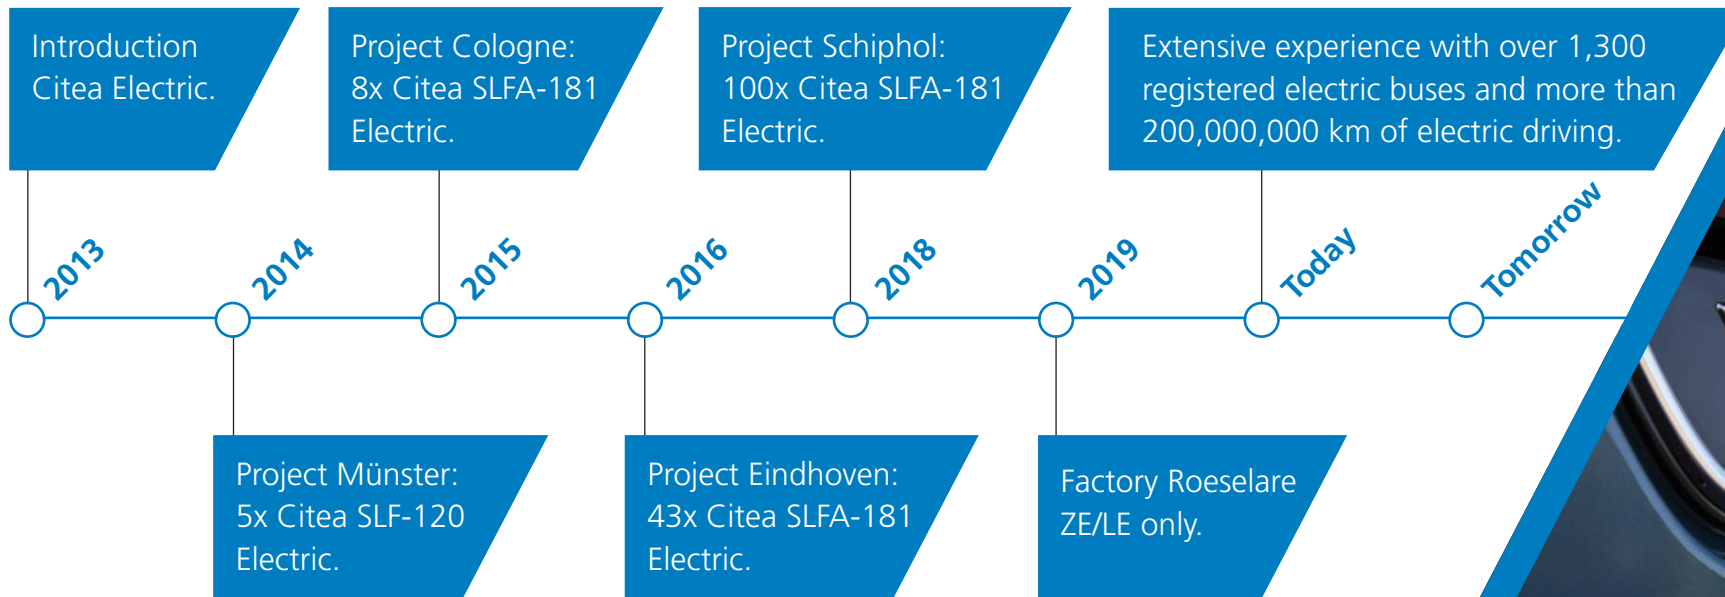 Introduction
Citea Electric.
Project Cologne:
8x Citea SLFA-181
Electric.
Project Schiphol:
100x Citea SLFA-181
Electric.
Extensive experience with over 1,300
registered electric buses and more than
200,000,000 km of electric driving.
2013
2014
2015
2016
2018
2019
Today
Tomorrow
Project Münster:
5x Citea SLF-120
Electric.
Project Eindhoven:
43x Citea SLFA-181
Electric.
Factory Roeselare
ZE/LE only.